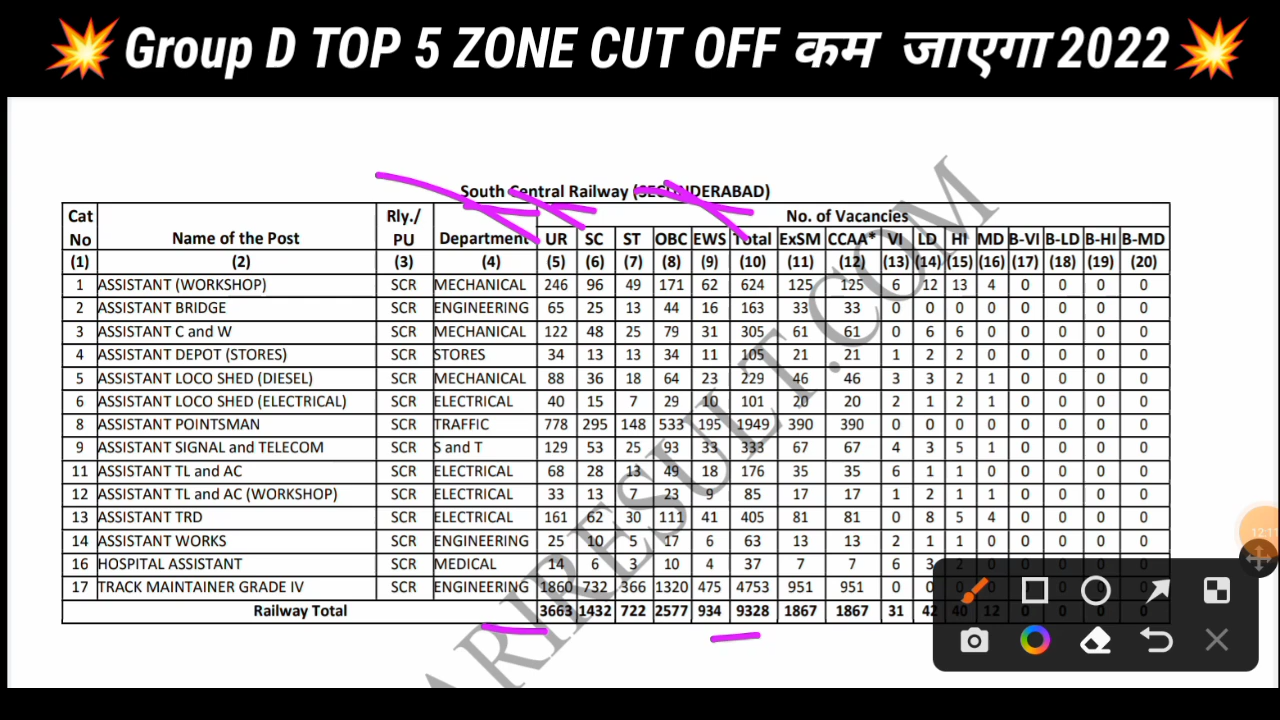 💥Group D TOP 5 ZONE CUT OFF कम जाएगा 2022💥
South Central Railway (SECUNDERABAD)
Cat No Name of the Post Rly./ PU Department No. of Vacancies
UR SC ST OBC EWS Total ExSM CCAA* VI LD HI MD B-VI B-LD B-HI B-MD
(1) (2) (3) (4) (5) (6) (7) (8) (9) (10) (11) (12) (13) (14) (15) (16) (17) (18) (19) (20)
1 ASSISTANT (WORKSHOP) SCR MECHANICAL 246 96 49 171 62 624 125 125 6 12 13 4 0 0 0 0
2 ASSISTANT BRIDGE SCR ENGINEERING 65 25 13 44 16 163 33 33 0 0 0 0 0 0 0 0
3 ASSISTANT C and W SCR MECHANICAL 122 48 25 79 31 305 61 61 0 6 6 0 0 0 0 0
4 ASSISTANT DEPOT (STORES) SCR STORES 34 13 13 34 11 105 21 21 1 2 2 0 0 0 0 0
5 ASSISTANT LOCO SHED (DIESEL) SCR MECHANICAL 88 36 18 64 23 229 46 46 3 3 2 1 0 0 0 0
6 ASSISTANT LOCO SHED (ELECTRICAL) SCR ELECTRICAL 40 15 7 29 10 101 20 20 2 1 2 1 0 0 0 0
8 ASSISTANT POINTSMAN SCR TRAFFIC 778 295 148 533 195 1949 390 390 0 0 0 0 0 0 0 0
9 ASSISTANT SIGNAL and TELECOM SCR S and T 129 53 25 93 33 333 67 67 4 3 5 1 0 0 0 0
11 ASSISTANT TL and AC SCR ELECTRICAL 68 28 13 49 18 176 35 35 6 1 1 0 0 0 0 0
12 ASSISTANT TL and AC (WORKSHOP) SCR ELECTRICAL 33 13 7 23 9 85 17 17 1 2 1 1 0 0 0 0
13 ASSISTANT TRD SCR ELECTRICAL 161 62 30 111 41 405 81 81 0 8 5 4 0 0 0 0
14 ASSISTANT WORKS SCR ENGINEERING 25 10 5 17 6 63 13 13 2 1 1 0 0 0 0 0
16 HOSPITAL ASSISTANT SCR MEDICAL 14 6 3 10 4 37 7 7 6 3
17 TRACK MAINTAINER GRADE IV SCR ENGINEERING 1860 732 366 1320 475 4753 951 951 0
Railway Total 3663 1432 722 2577 934 9328 1867 1867 31 42 40 12
ARIRESULT.COM